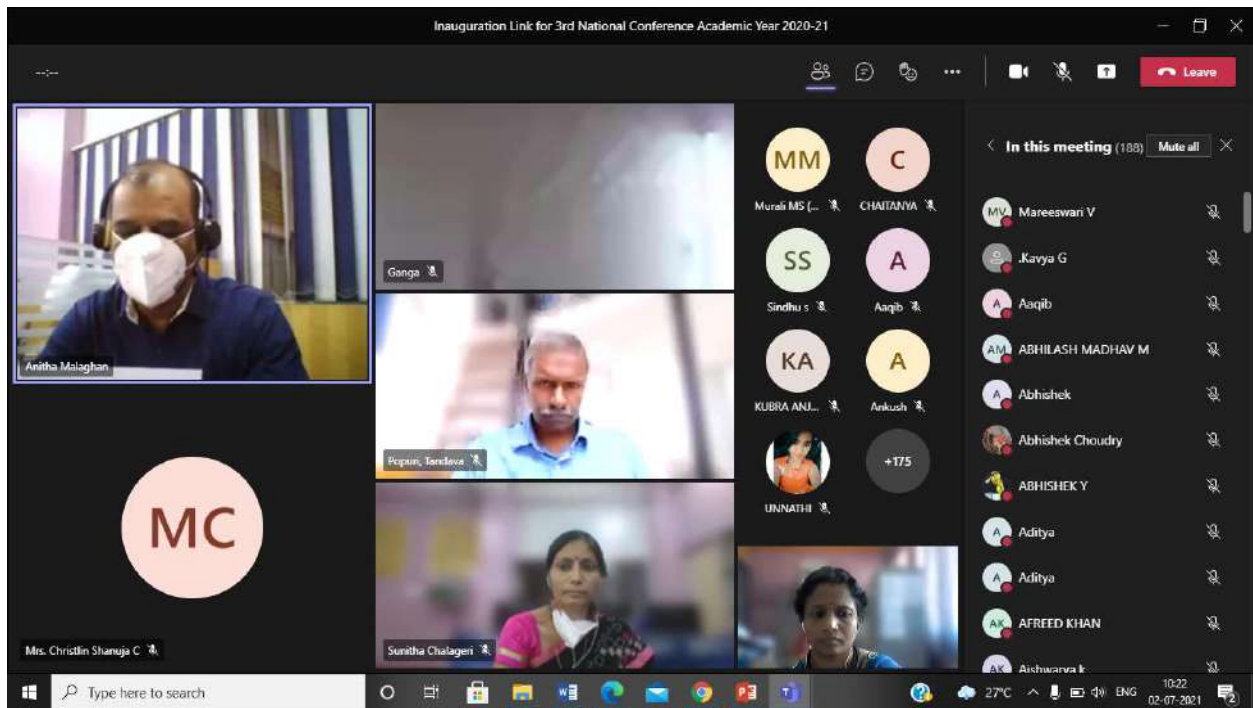 Inauguration Link for 3rd National Conference Academic Year 2020-21
--:--
Leave
Anitha Malaghan
MC
Mrs. Christlin Shanuja C
Ganga
Popuri, Tandava
Sunitha Chalageri
MM
Murali MS (...
C
CHAITANYA
SS
Sindhu s
A
Aaqib
KA
KUBRA ANJ...
A
Ankush
UNNATHI
+175
In this meeting (188)
Mute all
MV Mareeswari V
.Kavya G
A Aaqib
AM ABHILASH MADHAV M
A Abhishek
Abhishek Choudry
ABHISHEK Y
A Aditya
A Aditya
AK AFREED KHAN
AK Aishwarya k
Type here to search
27°C
ENG
10:22
02-07-2021
2